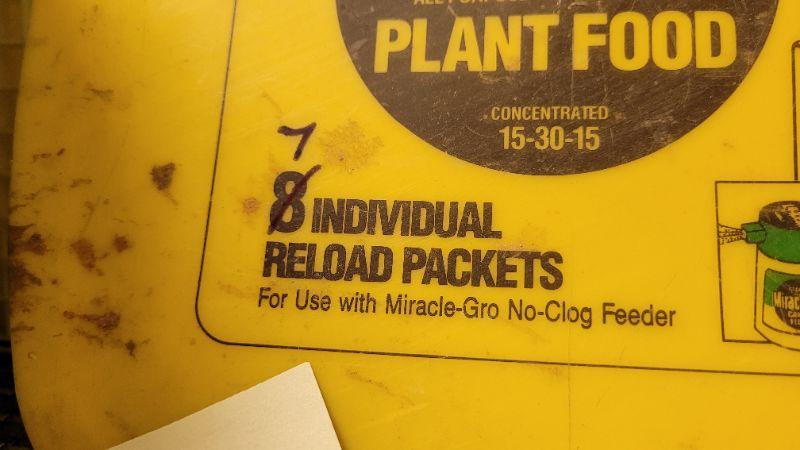 PLANT FOOD
CONCENTRATED
15-30-15
7
8 INDIVIDUAL
RELOAD PACKETS
For Use with Miracle-Gro No-Clog Feeder